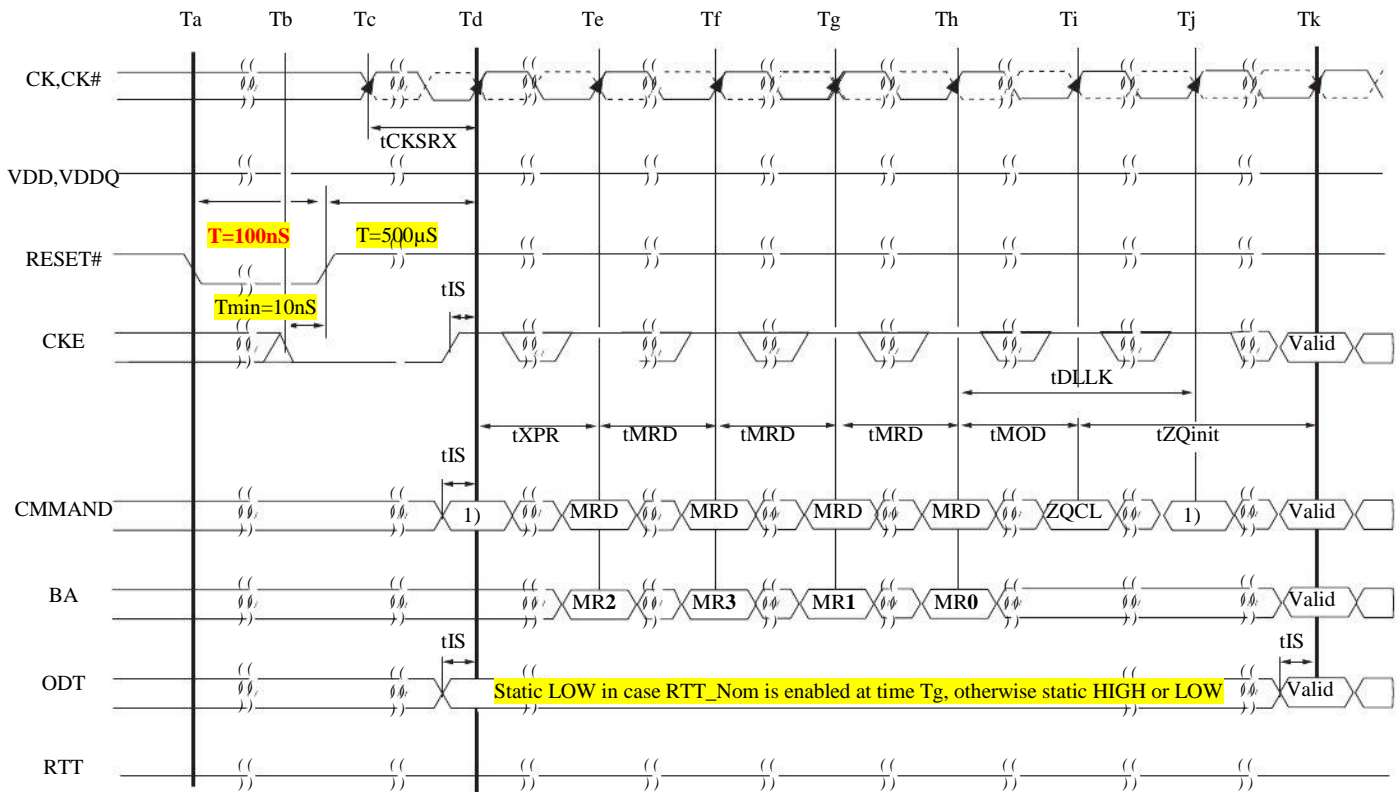 Ta Tb Tc Td Te Tf Tg Th Ti Tj Tk
CK,CK#
tCKSRX
VDD,VDDQ
T=100nS T=500µS
RESET#
Tmin=10nS tIS
CKE Valid
tDLLK
tXPR tMRD tMRD tMRD tMOD tZQinit
tIS
CMMAND 1) MRD MRD MRD MRD ZQCL 1) Valid
BA MR2 MR3 MR1 MR0 Valid
tIS tIS
ODT Static LOW in case RTT_Nom is enabled at time Tg, otherwise static HIGH or LOW Valid
RTT